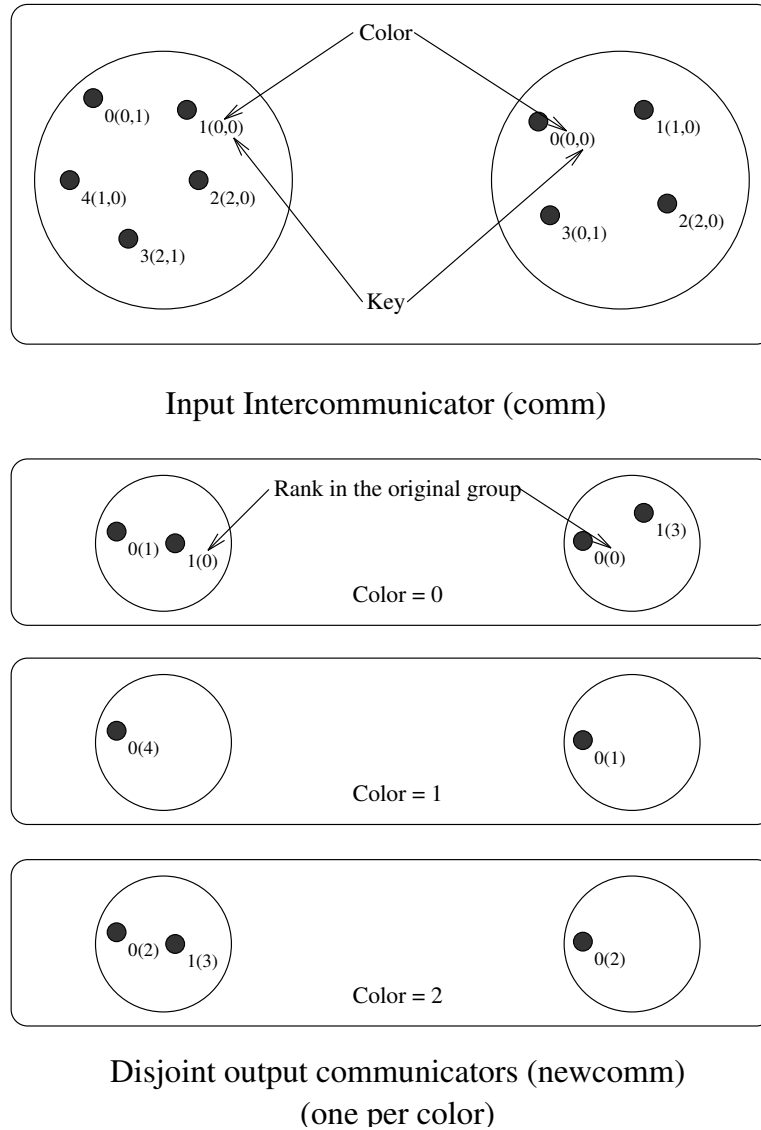 Color
0(0,1)
1(0,0)
0(0,0)
1(1,0)
4(1,0)
2(2,0)
3(2,1)
3(0,1)
2(2,0)
Key
Input Intercommunicator (comm)
Rank in the original group
0(1)
1(0)
0(0)
1(3)
Color = 0
0(4)
0(1)
Color = 1
0(2)
1(3)
0(2)
Color = 2
Disjoint output communicators (newcomm)
(one per color)